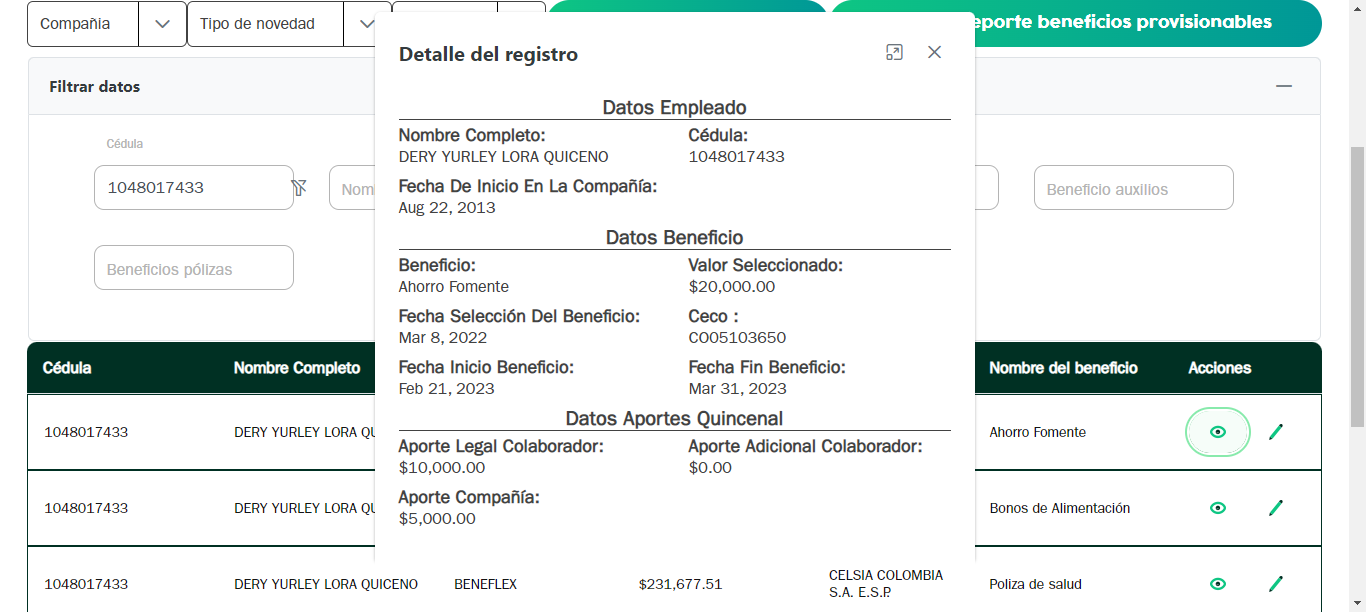 Compañia
Tipo de novedad
eporte beneficios provisionables
Detalle del registro
Filtrar datos
Datos Empleado
Nombre Completo: Cédula:
DERY YURLEY LORA QUICENO 1048017433
Fecha De Inicio En La Compañía:
Aug 22, 2013
Datos Beneficio
Beneficio: Valor Seleccionado:
Ahorro Fomente $20,000.00
Fecha Selección Del Beneficio: Ceco :
Mar 8, 2022 CO05103650
Fecha Inicio Beneficio: Fecha Fin Beneficio:
Feb 21, 2023 Mar 31, 2023
Datos Aportes Quincenal
Aporte Legal Colaborador: Aporte Adicional Colaborador:
$10,000.00 $0.00
Aporte Compañía:
$5,000.00
Cédula
1048017433
Nom
Beneficio auxilios
Beneficios pólizas
Cédula Nombre Completo Nombre del beneficio Acciones
1048017433 DERY YURLEY LORA QU Ahorro Fomente
1048017433 DERY YURLEY LORA QU Bonos de Alimentación
1048017433 DERY YURLEY LORA QUICENO BENEFLEX $231,677.51 CELSIA COLOMBIA
S.A. E.S.P. Poliza de salud